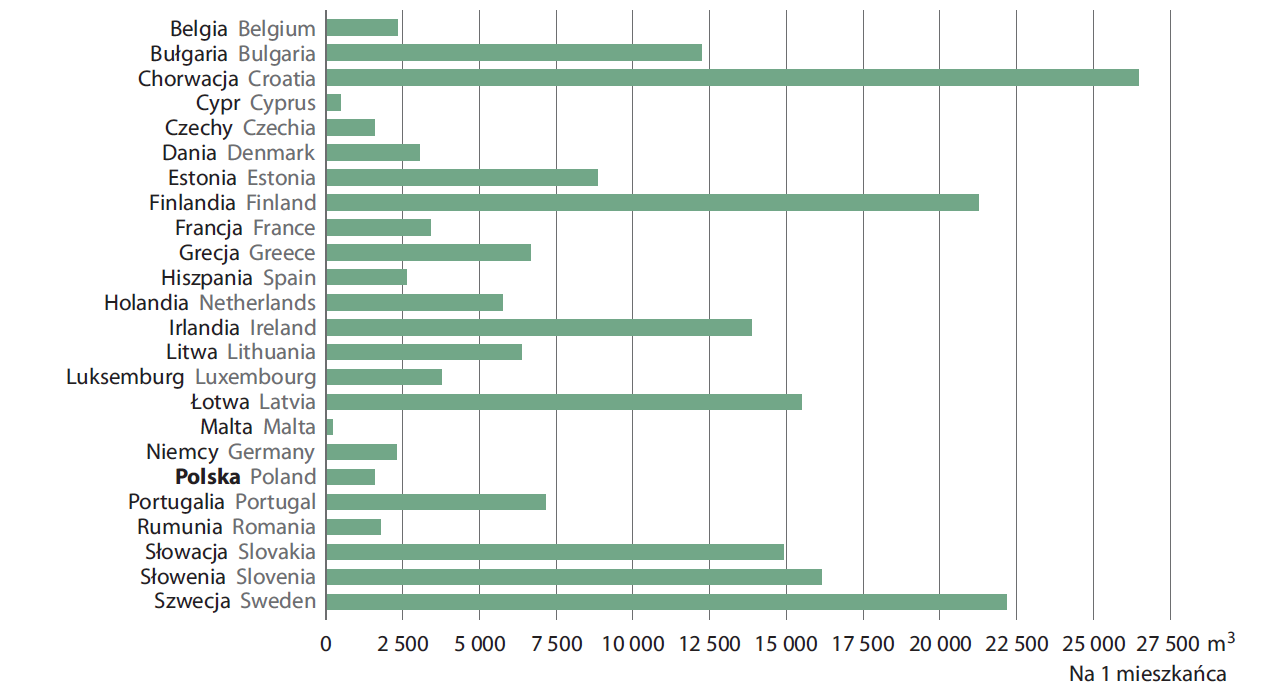 Belgia Belgium
Bułgaria Bulgaria
Chorwacja Croatia
Cypr Cyprus
Czechy Czechia
Dania Denmark
Estonia Estonia
Finlandia Finland
Francja France
Grecja Greece
Hiszpania Spain
Holandia Netherlands
Irlandia Ireland
Litwa Lithuania
Luksemburg Luxembourg
Łotwa Latvia
Malta Malta
Niemcy Germany
Polska Poland
Portugalia Portugal
Rumunia Romania
Słowacja Slovakia
Słowenia Slovenia
Szwecja Sweden
0 2 500 5 000 7 500 10 000 12 500 15 000 17 500 20 000 22 500 25 000 27 500 m³
Na 1 mieszkańca